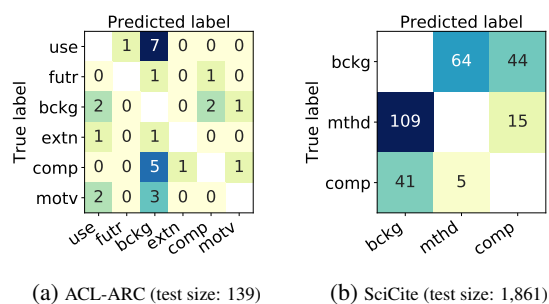 Predicted label
use 1 7 0 0 0
futr 0 1 0 1 0
bckg 2 0 0 2 1
extn 1 0 1 0 0
comp 0 0 5 1 1
motv 2 0 3 0 0
use futr bckg extn comp motv
True label
(a) ACL-ARC (test size: 139)
Predicted label
bckg 64 44
mthd 109 15
comp 41 5
bckg mthd comp
True label
(b) SciCite (test size: 1,861)